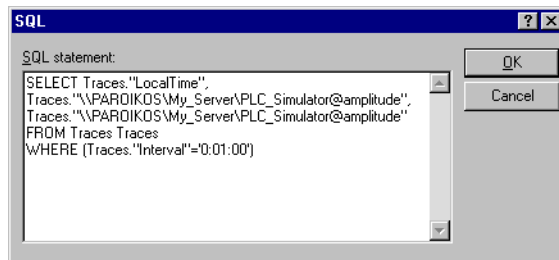 SQL
SQL statement:
OK
SELECT Traces."LocalTime",
Traces."\\PAROIKOS\My_Server\PLC_Simulator@amplitude",
Cancel
Traces."\\PAROIKOS\My_Server\PLC_Simulator@amplitude"
FROM Traces Traces
WHERE (Traces."Interval"='0:01:00')